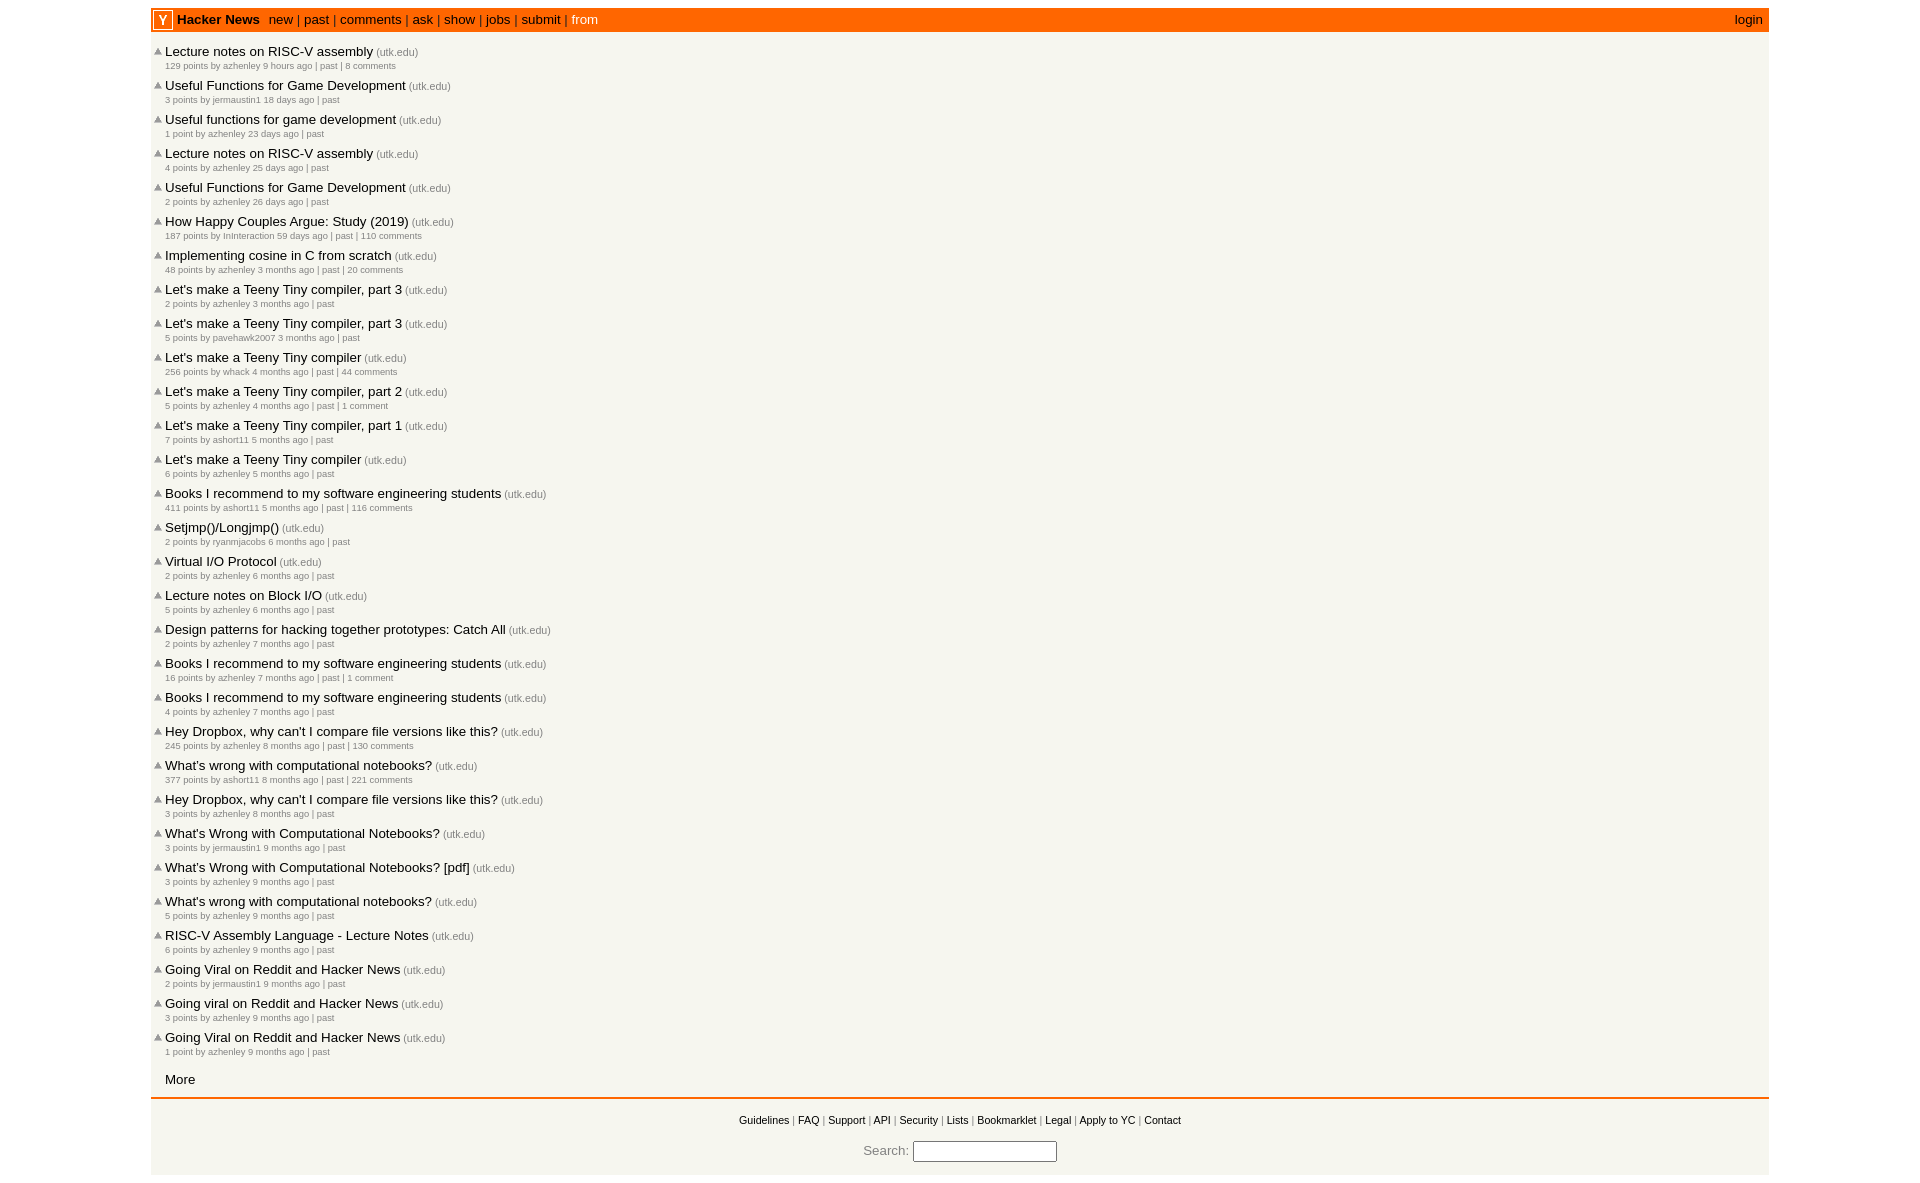 Y Hacker News new | past | comments | ask | show | jobs | submit | from login
Lecture notes on RISC-V assembly (utk.edu)
129 points by azhenley 9 hours ago | past | 8 comments
Useful Functions for Game Development (utk.edu)
3 points by jermaustin1 18 days ago | past
Useful functions for game development (utk.edu)
1 point by azhenley 23 days ago | past
Lecture notes on RISC-V assembly (utk.edu)
4 points by azhenley 25 days ago | past
Useful Functions for Game Development (utk.edu)
2 points by azhenley 26 days ago | past
How Happy Couples Argue: Study (2019) (utk.edu)
187 points by InInteraction 59 days ago | past | 110 comments
Implementing cosine in C from scratch (utk.edu)
48 points by azhenley 3 months ago | past | 20 comments
Let's make a Teeny Tiny compiler, part 3 (utk.edu)
2 points by azhenley 3 months ago | past
Let's make a Teeny Tiny compiler, part 3 (utk.edu)
5 points by pavehawk2007 3 months ago | past
Let's make a Teeny Tiny compiler (utk.edu)
256 points by whack 4 months ago | past | 44 comments
Let's make a Teeny Tiny compiler, part 2 (utk.edu)
5 points by azhenley 4 months ago | past | 1 comment
Let's make a Teeny Tiny compiler, part 1 (utk.edu)
7 points by ashort11 5 months ago | past
Let's make a Teeny Tiny compiler (utk.edu)
6 points by azhenley 5 months ago | past
Books I recommend to my software engineering students (utk.edu)
411 points by ashort11 5 months ago | past | 116 comments
Setjmp()/Longjmp() (utk.edu)
2 points by ryanmjacobs 6 months ago | past
Virtual I/O Protocol (utk.edu)
2 points by azhenley 6 months ago | past
Lecture notes on Block I/O (utk.edu)
5 points by azhenley 6 months ago | past
Design patterns for hacking together prototypes: Catch All (utk.edu)
2 points by azhenley 7 months ago | past
Books I recommend to my software engineering students (utk.edu)
16 points by azhenley 7 months ago | past | 1 comment
Books I recommend to my software engineering students (utk.edu)
4 points by azhenley 7 months ago | past
Hey Dropbox, why can't I compare file versions like this? (utk.edu)
245 points by azhenley 8 months ago | past | 130 comments
What's wrong with computational notebooks? (utk.edu)
377 points by ashort11 8 months ago | past | 221 comments
Hey Dropbox, why can't I compare file versions like this? (utk.edu)
3 points by azhenley 8 months ago | past
What's Wrong with Computational Notebooks? (utk.edu)
3 points by jermaustin1 9 months ago | past
What's Wrong with Computational Notebooks? [pdf] (utk.edu)
3 points by azhenley 9 months ago | past
What's wrong with computational notebooks? (utk.edu)
5 points by azhenley 9 months ago | past
RISC-V Assembly Language - Lecture Notes (utk.edu)
6 points by azhenley 9 months ago | past
Going Viral on Reddit and Hacker News (utk.edu)
2 points by jermaustin1 9 months ago | past
Going viral on Reddit and Hacker News (utk.edu)
3 points by azhenley 9 months ago | past
Going Viral on Reddit and Hacker News (utk.edu)
1 point by azhenley 9 months ago | past
More
Guidelines | FAQ | Support | API | Security | Lists | Bookmarklet | Legal | Apply to YC | Contact
Search: